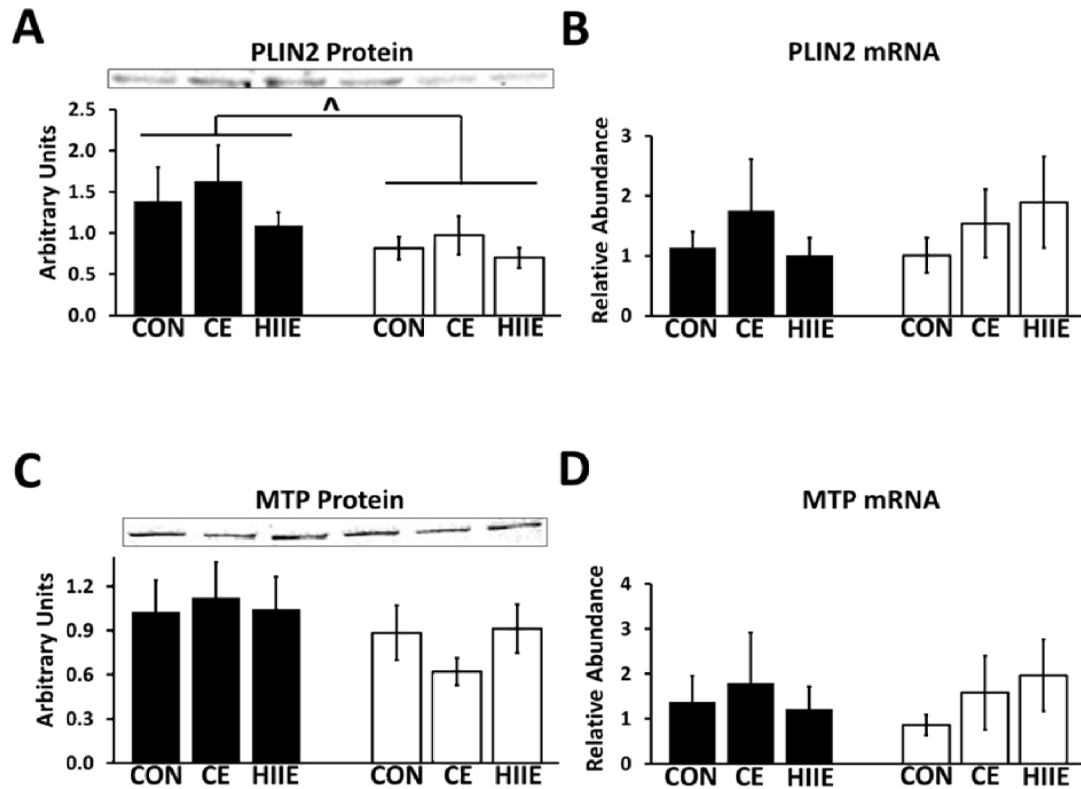 A
PLIN2 Protein
^
Arbitrary Units
2.5
2.0
1.5
1.0
0.5
0.0
CON CE HIIE CON CE HIIE
B
PLIN2 mRNA
Relative Abundance
3
2
1
0
CON CE HIIE CON CE HIIE
C
MTP Protein
Arbitrary Units
1.2
0.9
0.6
0.3
0.0
CON CE HIIE CON CE HIIE
D
MTP mRNA
Relative Abundance
4
3
2
1
0
CON CE HIIE CON CE HIIE